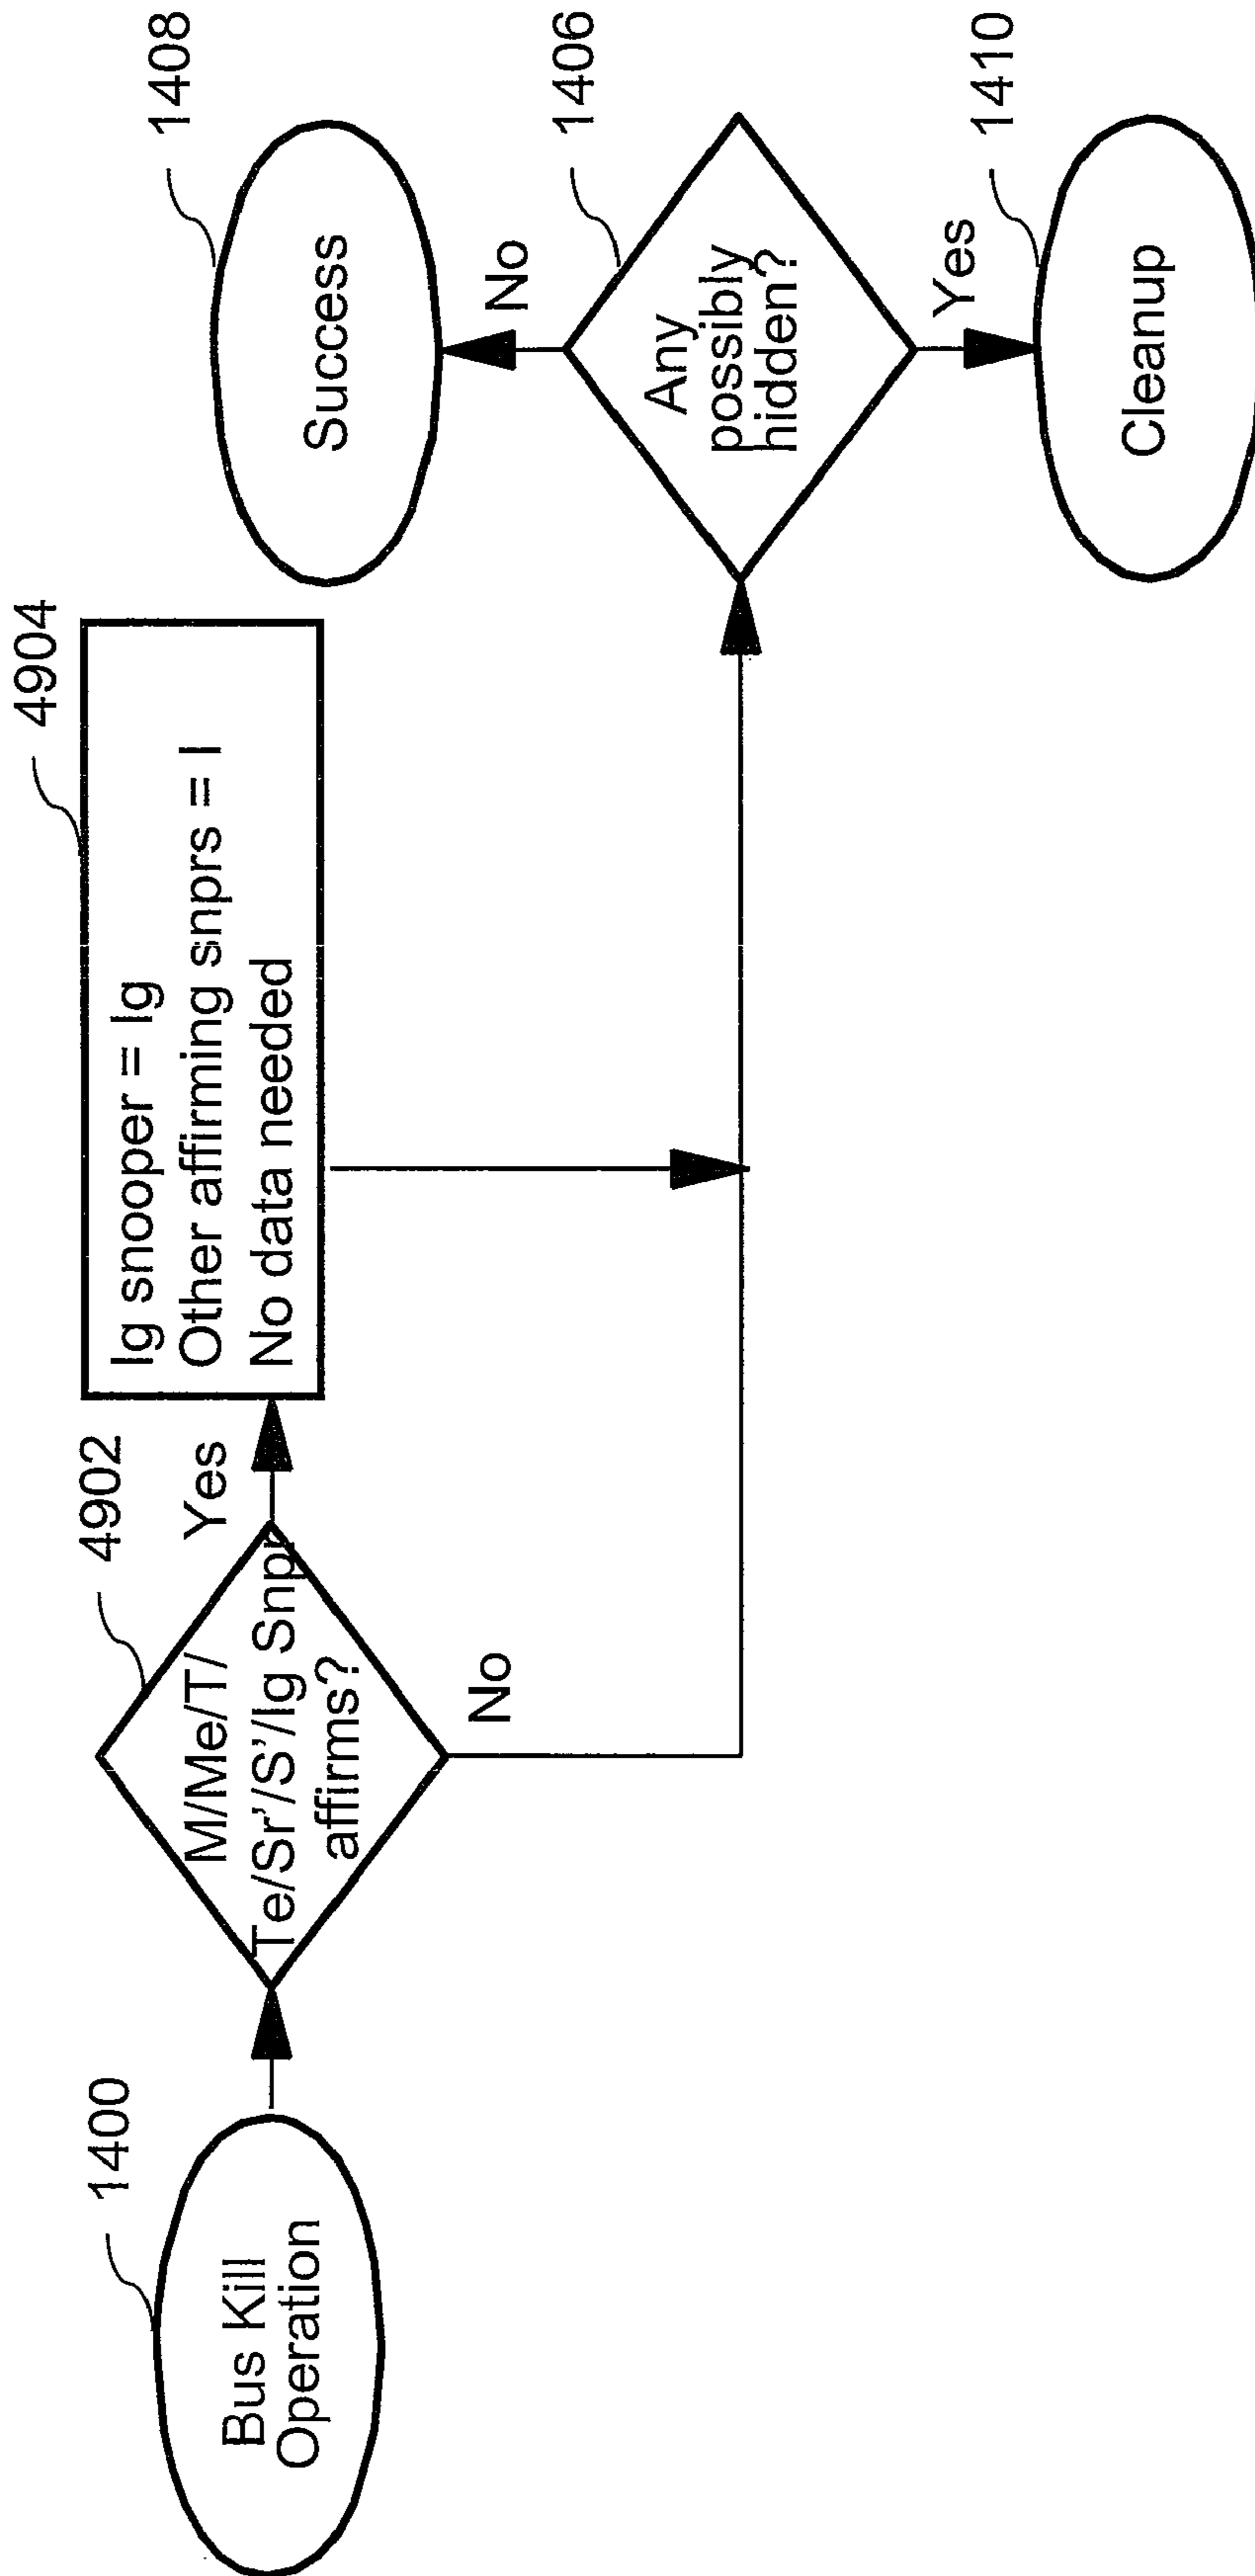 1400
Bus Kill
Operation
4902
M/Me/T/
Te/Sr'/S'/Ig Snpr
affirms?
Yes
No
4904
Ig snooper = Ig
Other affirming snprs = I
No data needed
1408
Success
No
1406
Any
possibly
hidden?
Yes
1410
Cleanup